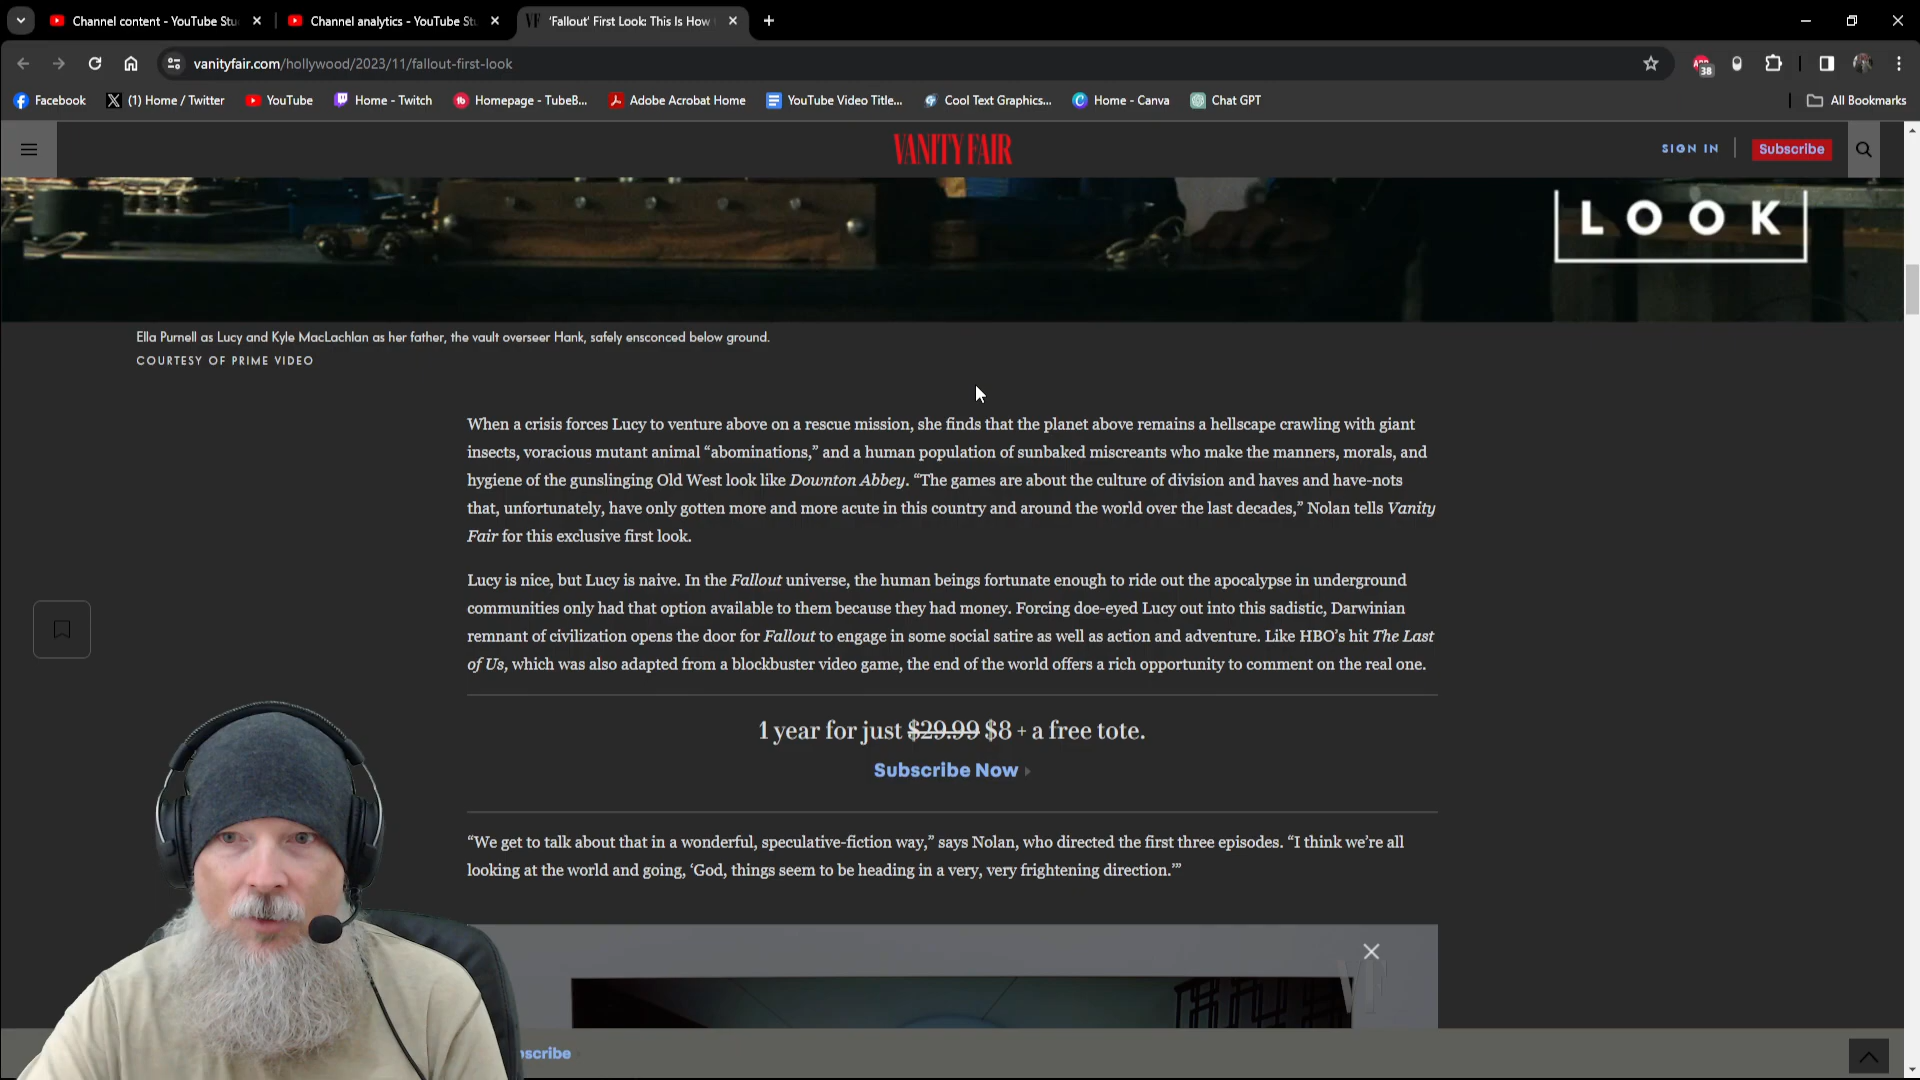 Channel content - YouTube Stu
Channel analytics - YouTube St
VF 'Fallout' First Look: This Is How
vanityfair.com/hollywood/2023/11/fallout-first-look
38
Facebook
(1) Home / Twitter
YouTube
Home - Twitch
Homepage - TubeB...
Adobe Acrobat Home
YouTube Video Title...
Cool Text Graphics...
Home - Canva
Chat GPT
All Bookmarks
VANITY FAIR
SIGN IN
Subscribe
LOOK
Ella Purnell as Lucy and Kyle MacLachlan as her father, the vault overseer Hank, safely ensconced below ground.
COURTESY OF PRIME VIDEO
When a crisis forces Lucy to venture above on a rescue mission, she finds that the planet above remains a hellscape crawling with giant
insects, voracious mutant animal “abominations,” and a human population of sunbaked miscreants who make the manners, morals, and
hygiene of the gunslinging Old West look like Downton Abbey. “The games are about the culture of division and haves and have-nots
that, unfortunately, have only gotten more and more acute in this country and around the world over the last decades,” Nolan tells Vanity
Fair for this exclusive first look.
Lucy is nice, but Lucy is naive. In the Fallout universe, the human beings fortunate enough to ride out the apocalypse in underground
communities only had that option available to them because they had money. Forcing doe-eyed Lucy out into this sadistic, Darwinian
remnant of civilization opens the door for Fallout to engage in some social satire as well as action and adventure. Like HBO’s hit The Last
of Us, which was also adapted from a blockbuster video game, the end of the world offers a rich opportunity to comment on the real one.
1 year for just $29.99 $8 + a free tote.
Subscribe Now
“We get to talk about that in a wonderful, speculative-fiction way,” says Nolan, who directed the first three episodes. “I think we’re all
looking at the world and going, ‘God, things seem to be heading in a very, very frightening direction.’”
scribe